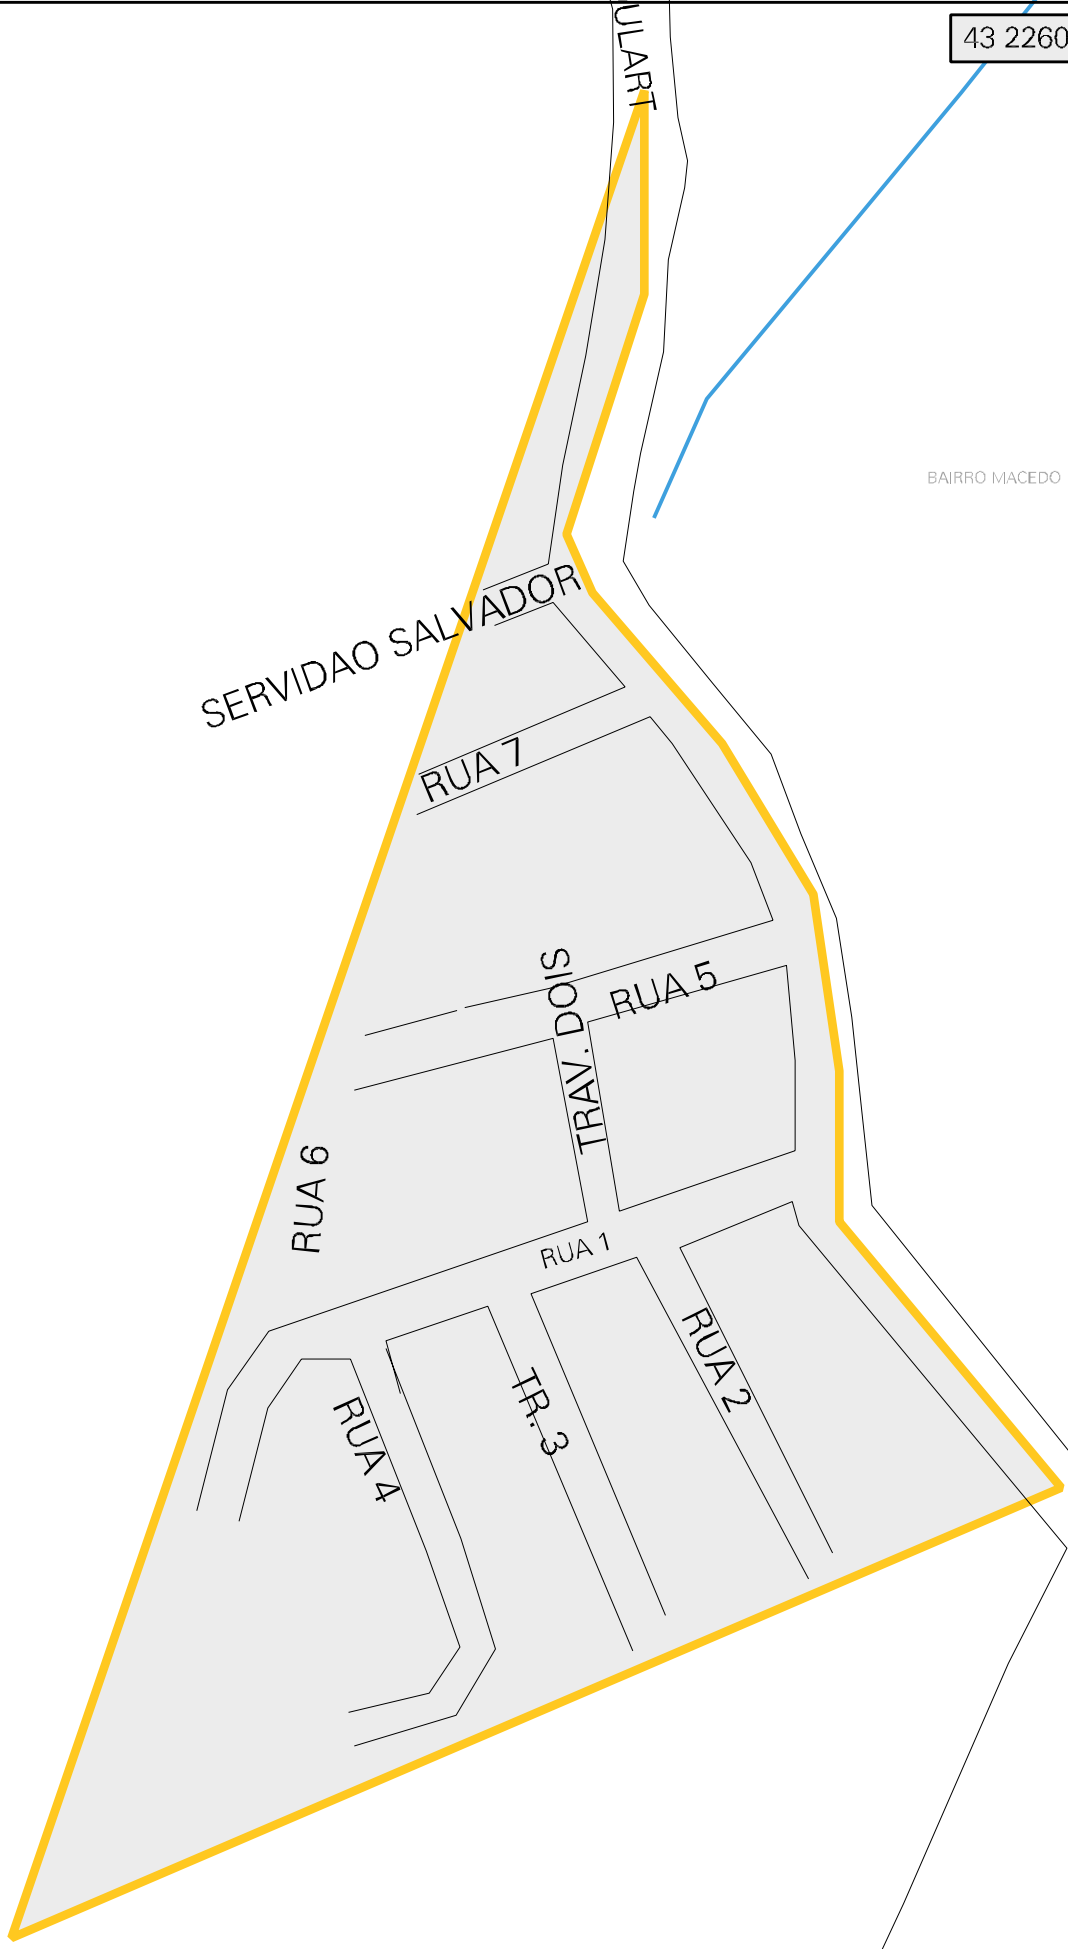 ULART
43 2260
BAIRRO MACEDO
SERVIDAO SALVADOR
RUA 7
TRAV. DOIS
RUA 5
RUA 6
RUA 1
RUA 2
TR. 3
RUA 4